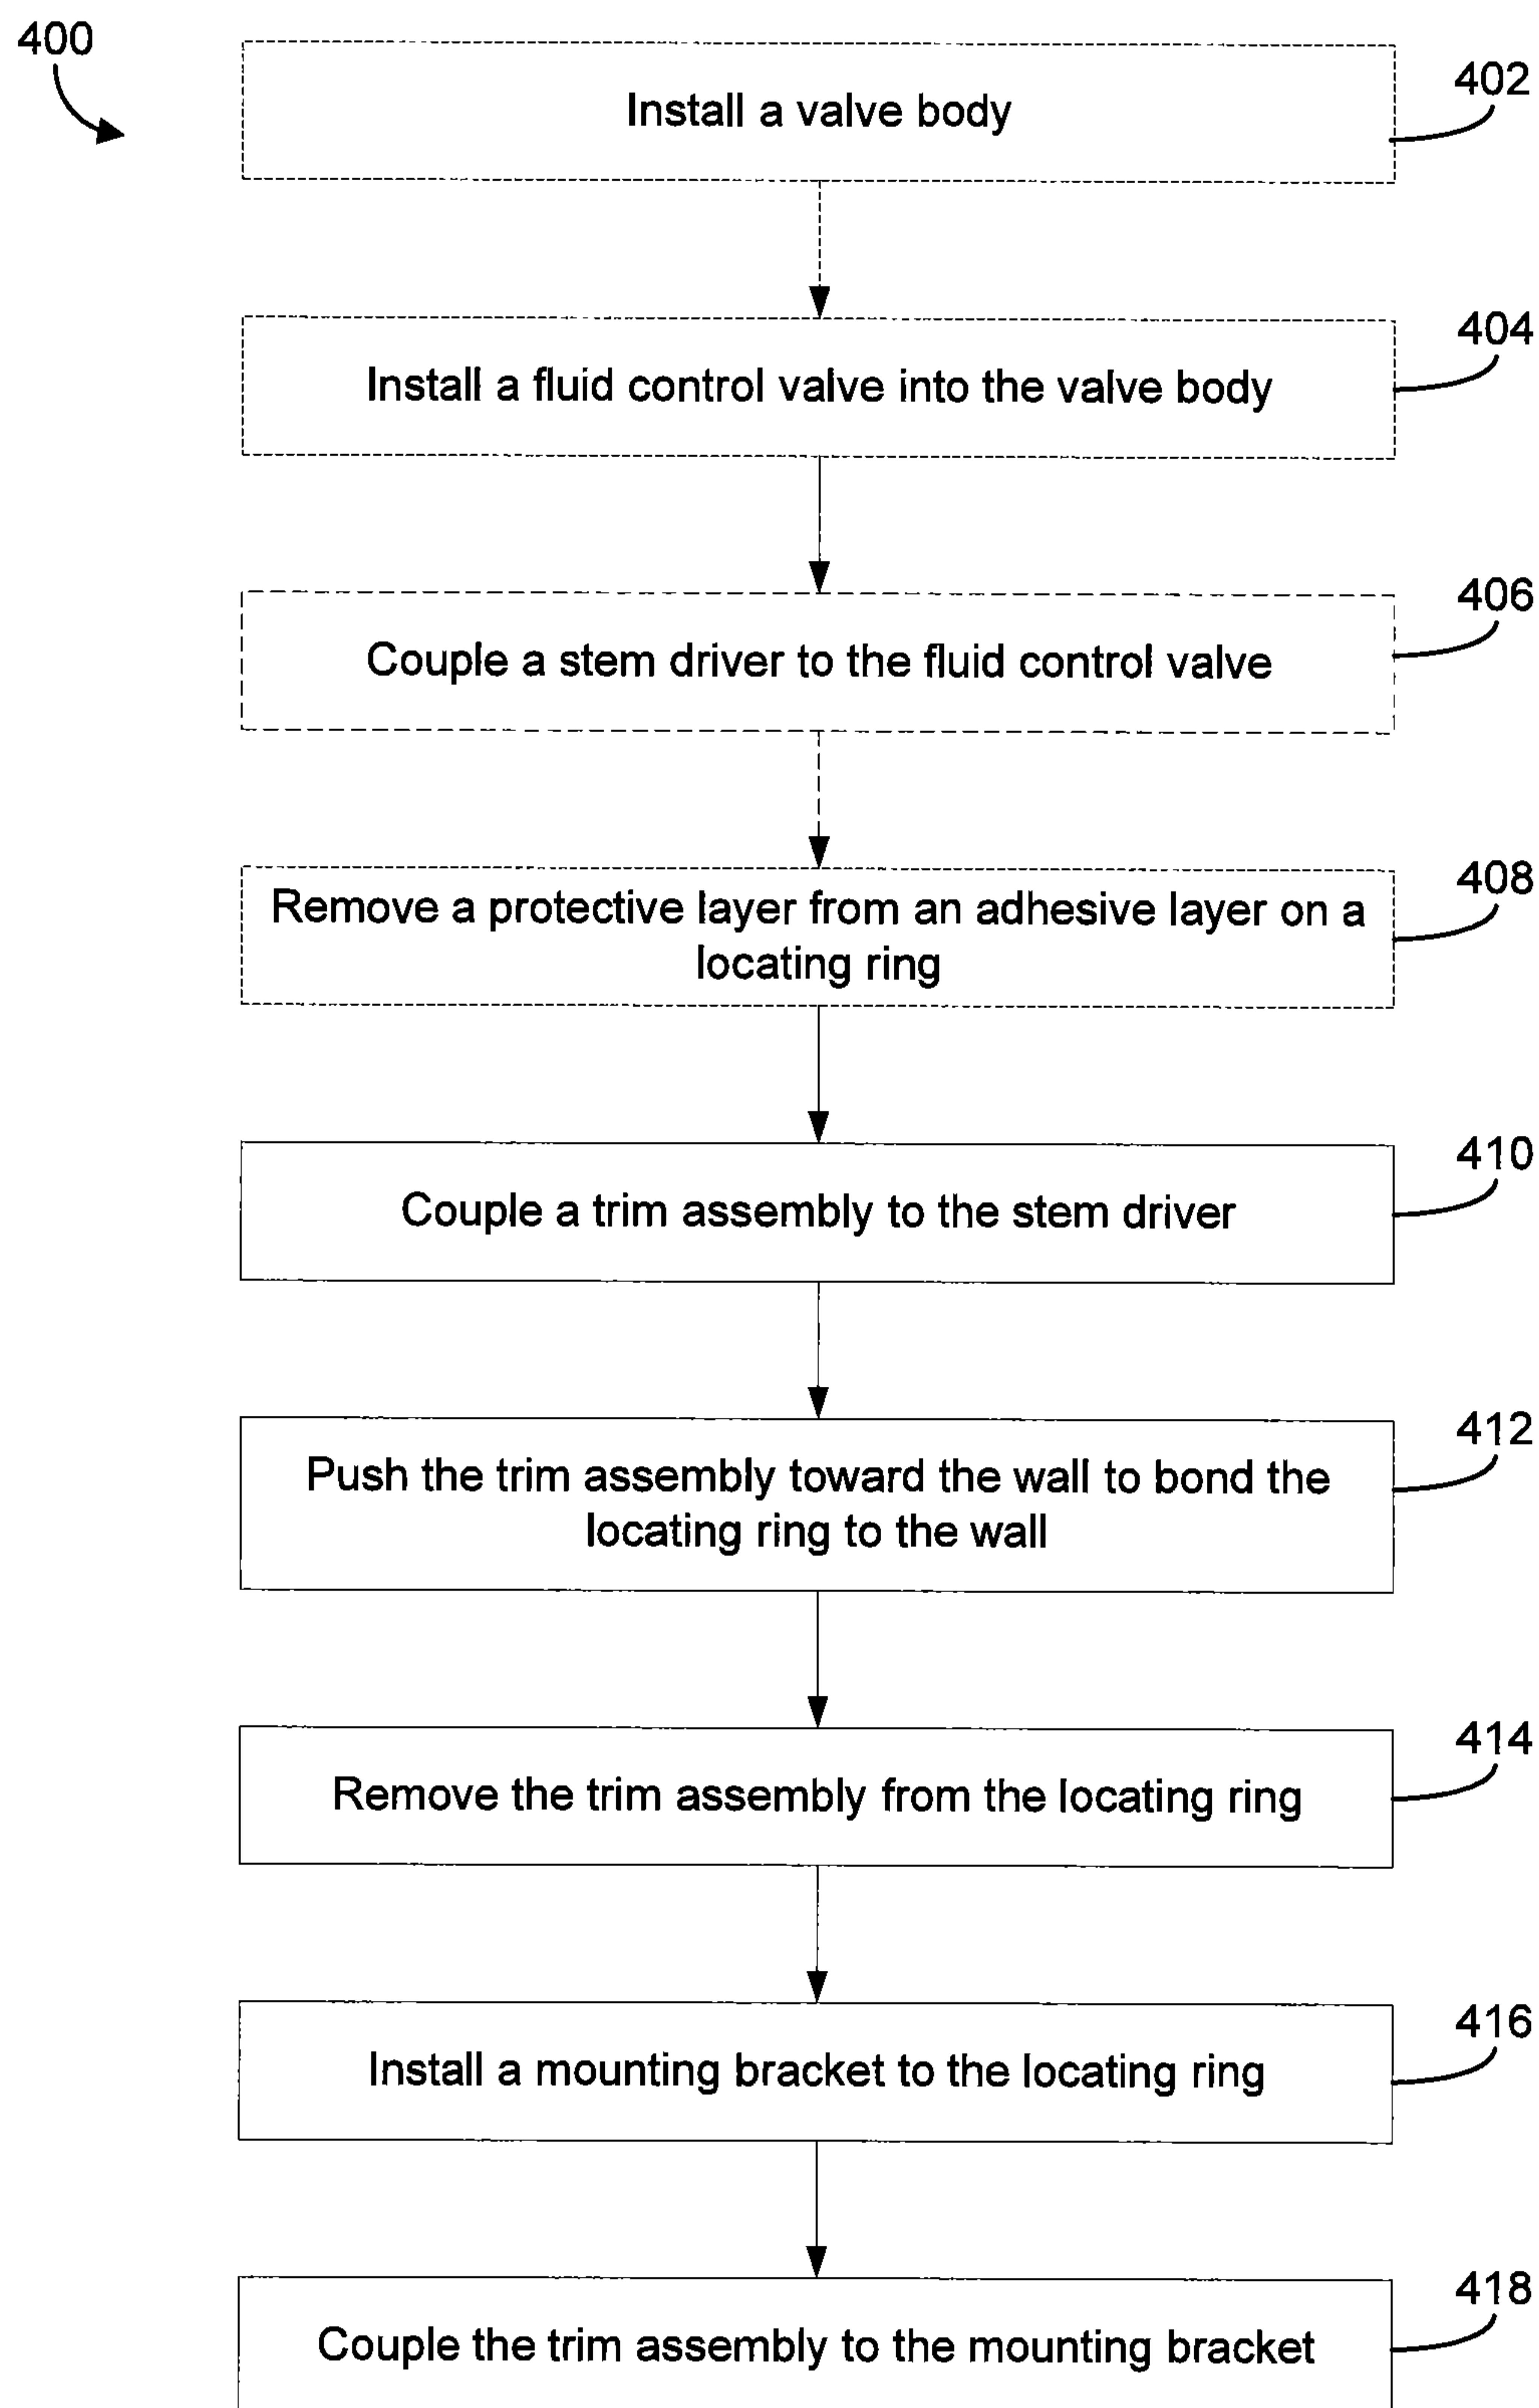 400
Install a valve body
402
Install a fluid control valve into the valve body
404
Couple a stem driver to the fluid control valve
406
Remove a protective layer from an adhesive layer on a
locating ring
408
Couple a trim assembly to the stem driver
410
Push the trim assembly toward the wall to bond the
locating ring to the wall
412
Remove the trim assembly from the locating ring
414
Install a mounting bracket to the locating ring
416
Couple the trim assembly to the mounting bracket
418